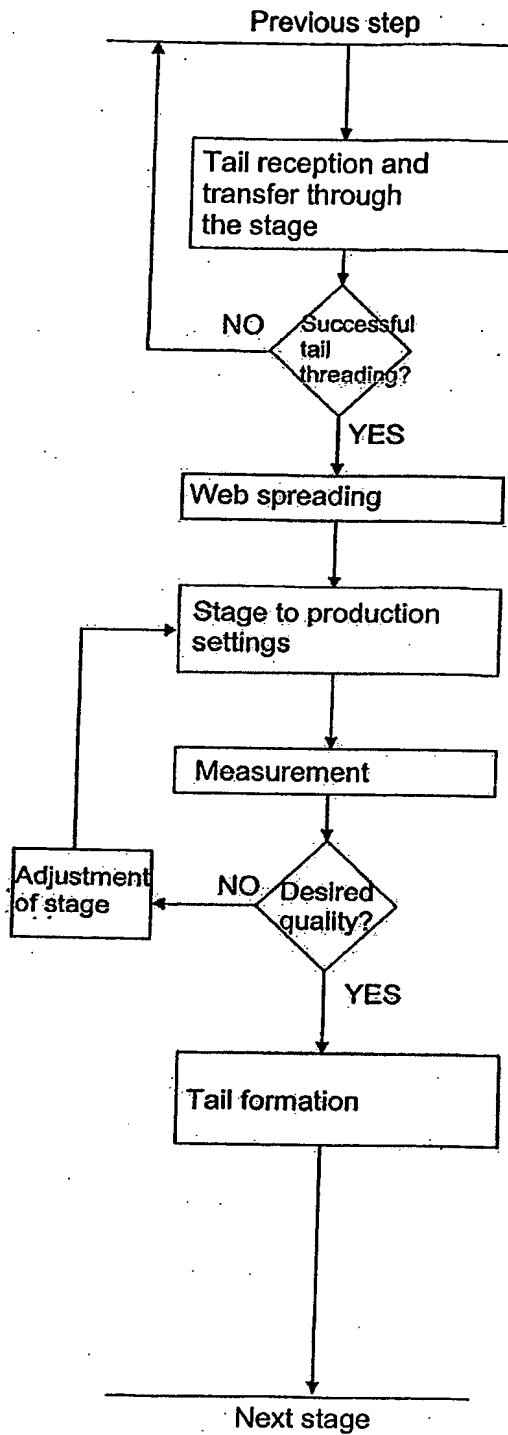 Previous step
Tail reception and
transfer through
the stage
NO
Successful
tail
threading?
YES
Web spreading
Stage to production
settings
Measurement
Adjustment
of stage
NO
Desired
quality?
YES
Tail formation
Next stage